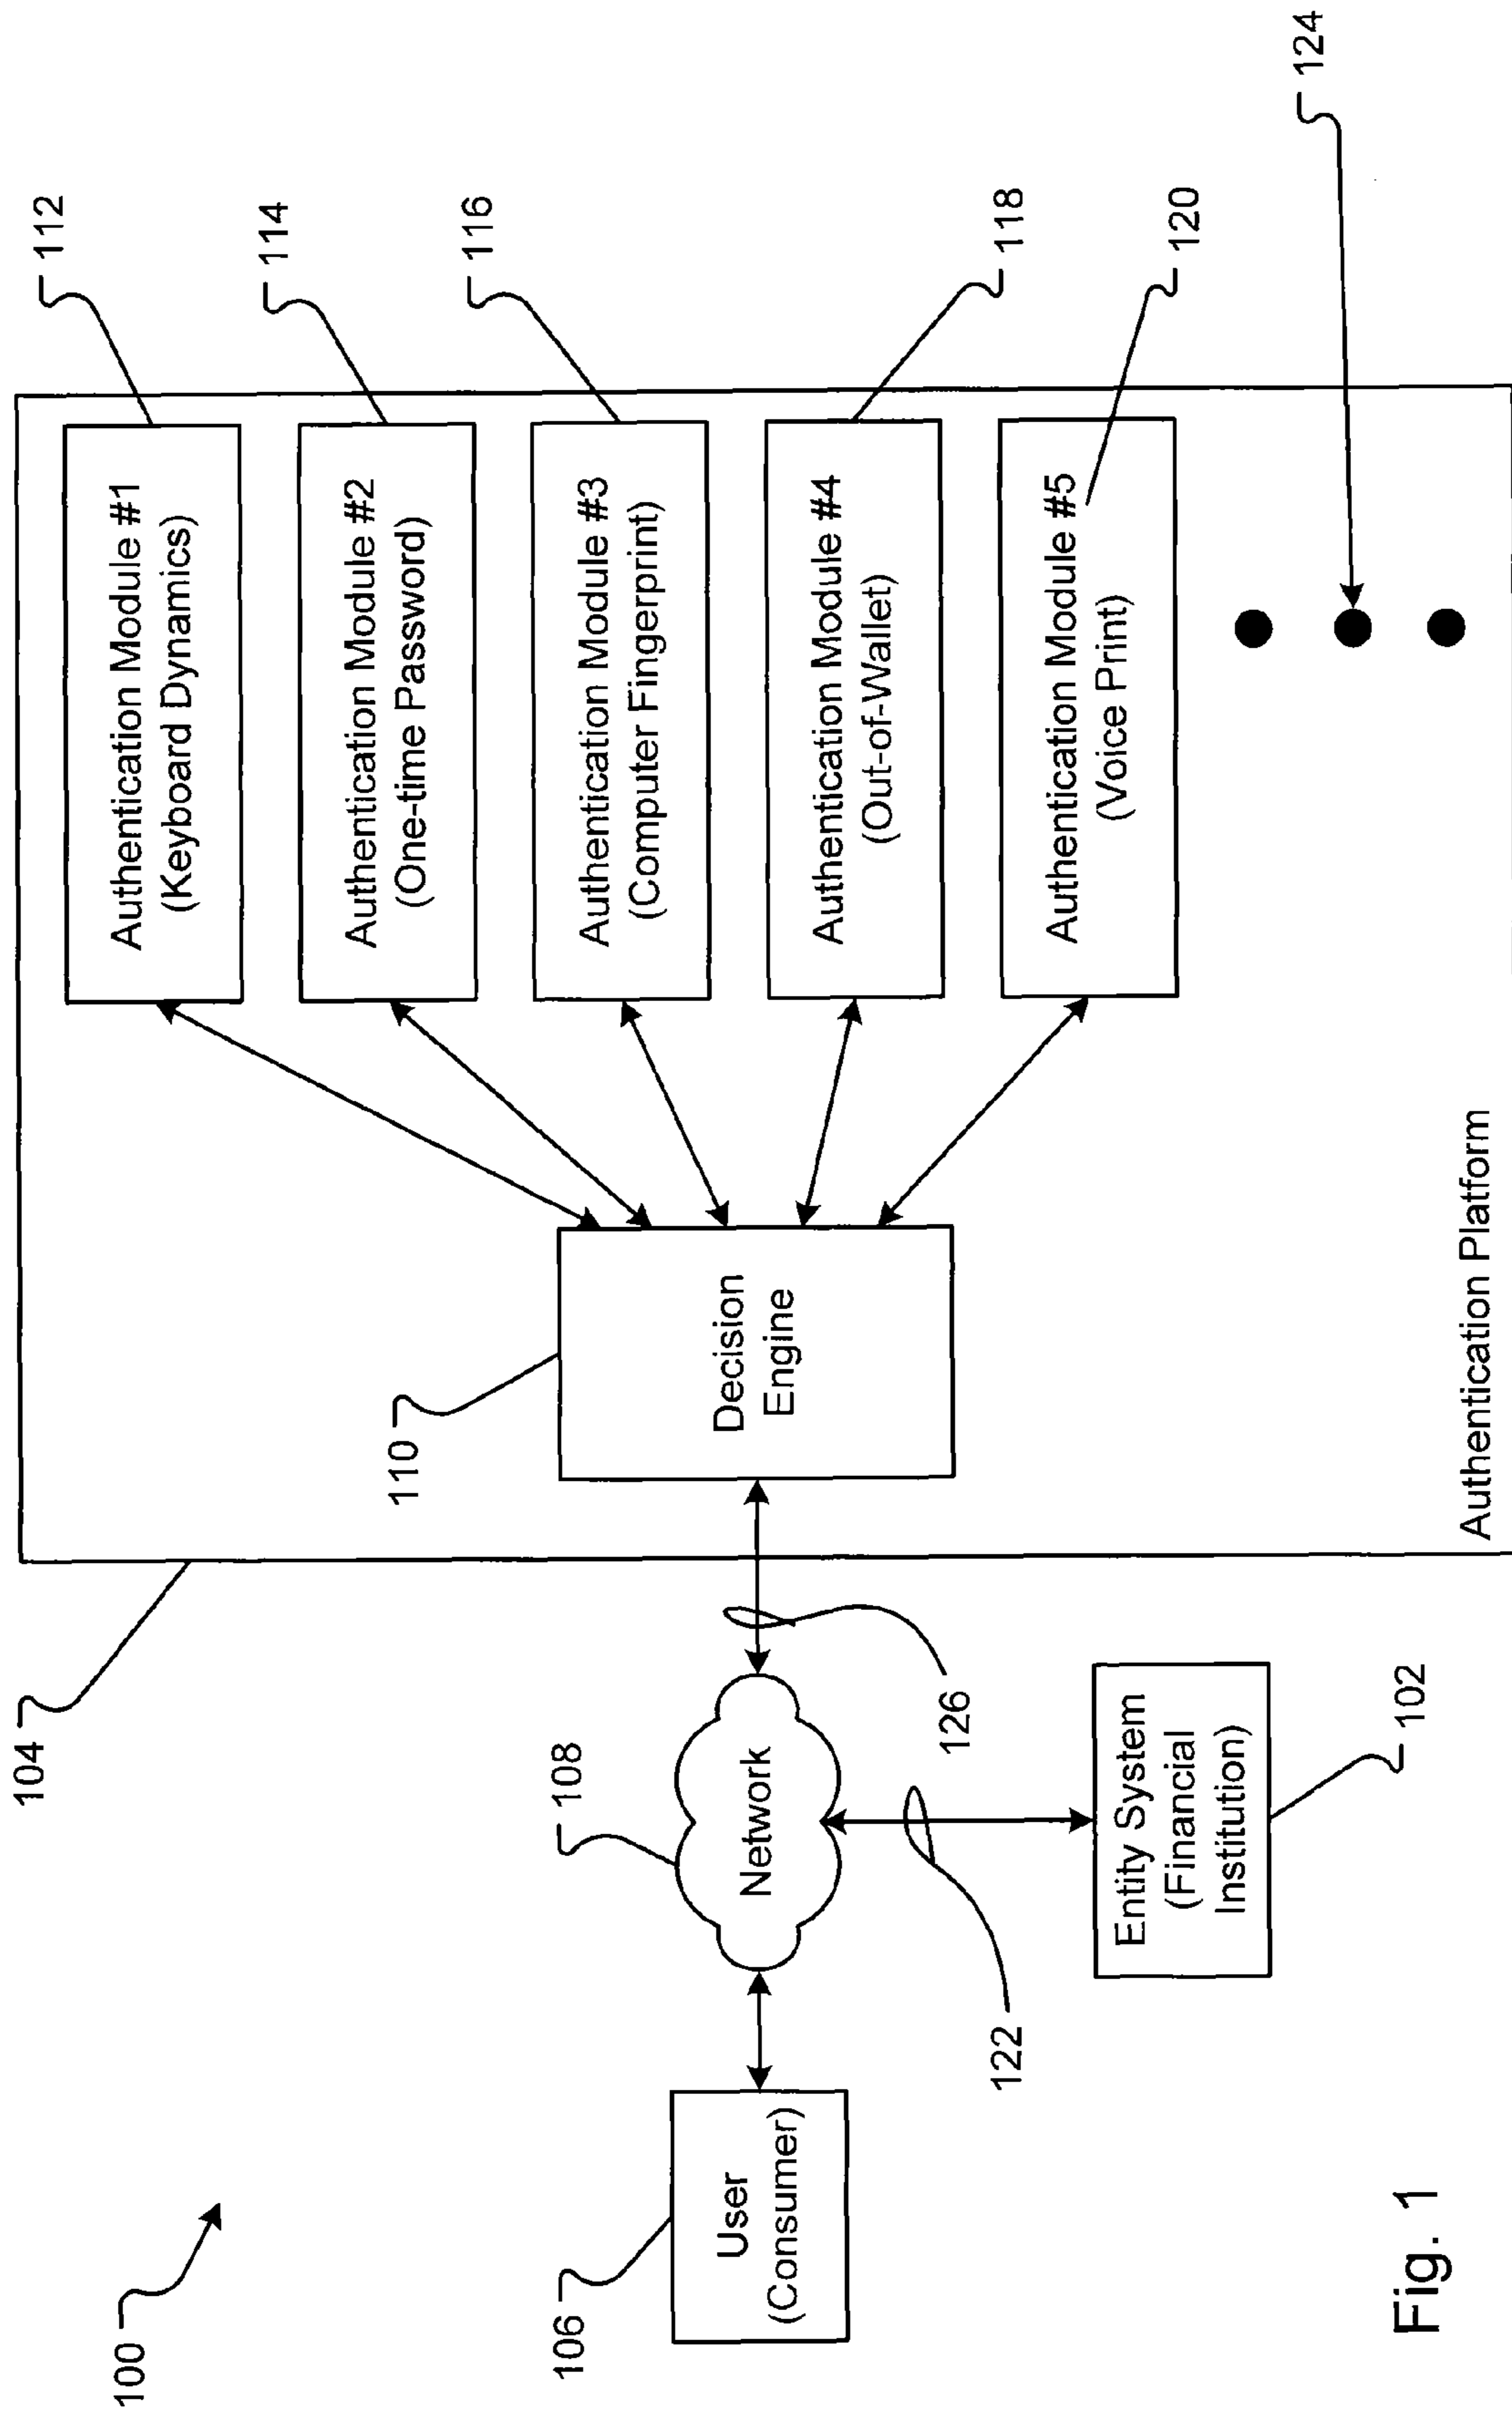 100
104
112
Authentication Module #1
(Keyboard Dynamics)
114
Authentication Module #2
(One-time Password)
116
Authentication Module #3
(Computer Fingerprint)
110
Decision
Engine
118
Authentication Module #4
(Out-of-Wallet)
120
Authentication Module #5
(Voice Print)
124
106
User
(Consumer)
108
Network
126
122
Entity System
(Financial
Institution)
102
Authentication Platform
Fig. 1